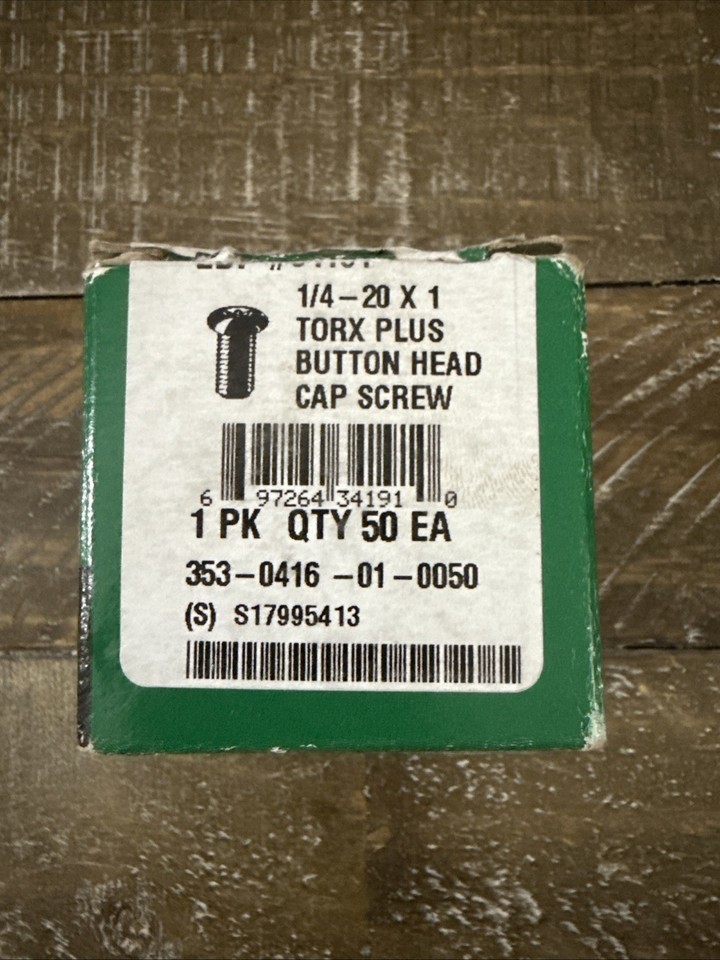 1/4-20 X 1
TORX PLUS
BUTTON HEAD
CAP SCREW
6 97264 34191 0
1 PK QTY 50 EA
353-0416 -01-0050
(S) S17995413